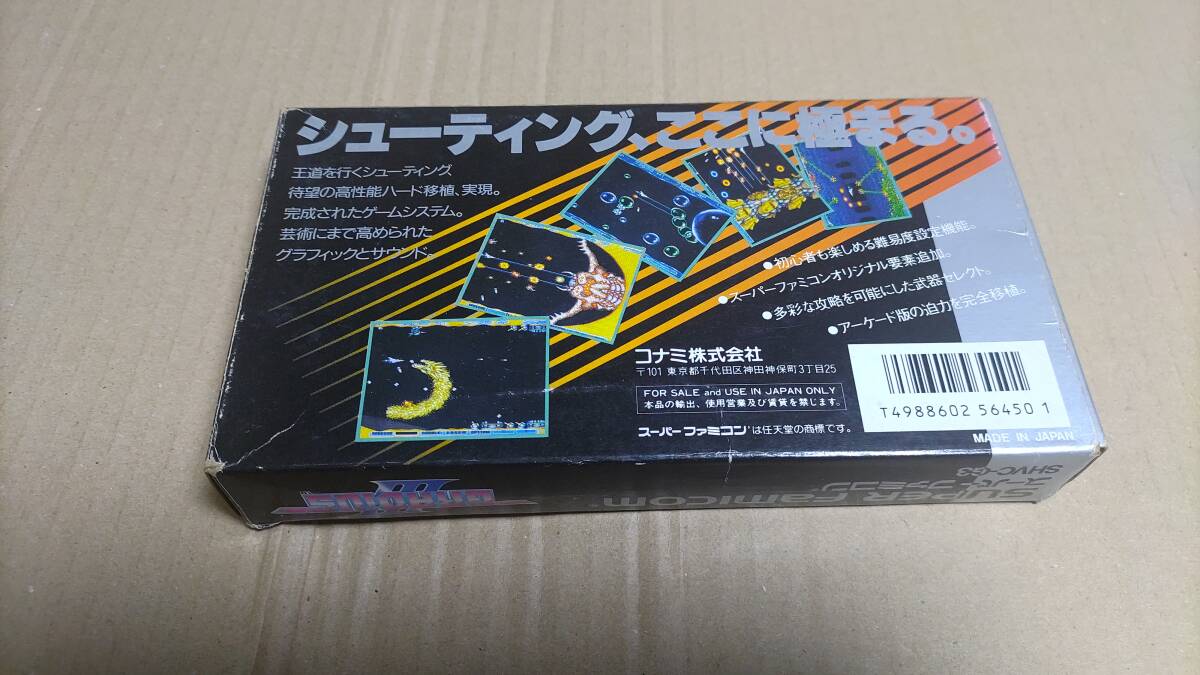 シューティング、ここに極まる。
王道を行くシューティング
待望の高性能ハード移植、実現。
完成されたゲームシステム。
芸術にまで高められた
グラフィックとサウンド。
●初心者も楽しめる難易度設定機能。
●スーパーファミコンオリジナル要素追加。
●多彩な攻略を可能にした武器セレクト。
●アーケード版の迫力を完全移植。
コナミ株式会社
〒101 東京都千代田区神田神保町3丁目25
FOR SALE and USE IN JAPAN ONLY
本品の輸出、使用営業及び賃貸を禁じます。
スーパーファミコンは任天堂の商標です。
T4988602 56450 1
MADE IN JAPAN
SHVC-G3
スーパーファミコン
SUPER FAMICOM
GRADIUS III